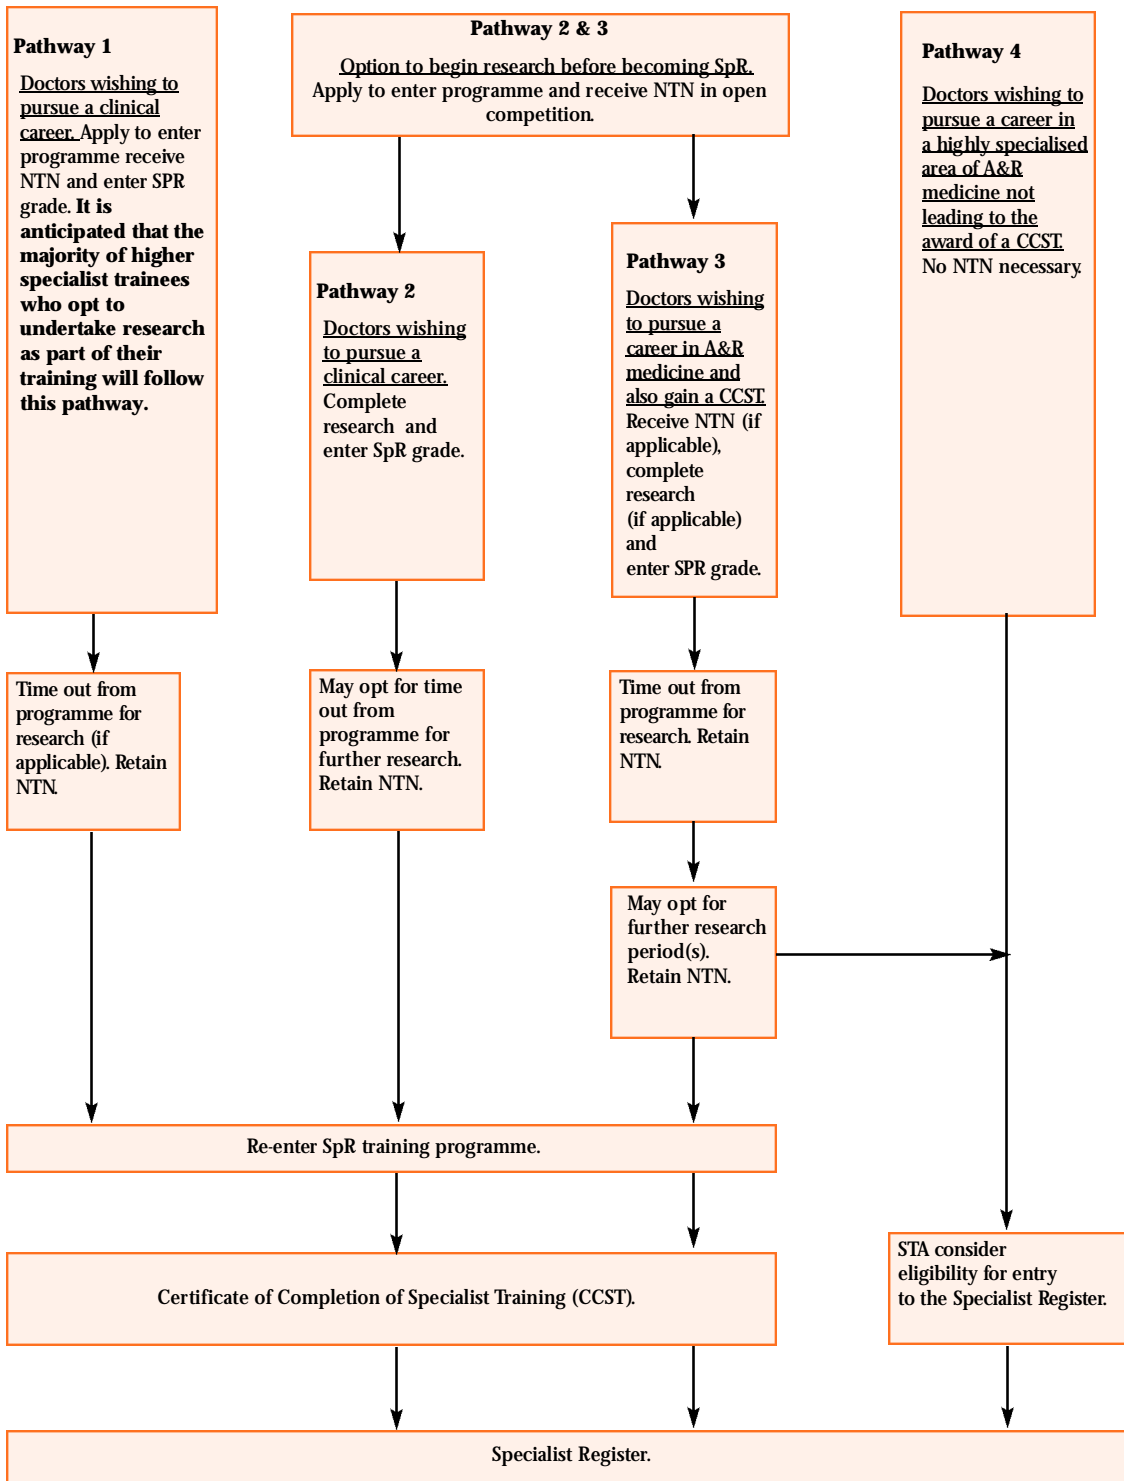 Pathway 1
Doctors wishing to
pursue a clinical
career. Apply to enter
programme receive
NTN and enter SPR
grade. It is
anticipated that the
majority of higher
specialist trainees
who opt to
undertake research
as part of their
training will follow
this pathway.
Pathway 2 & 3
Option to begin research before becoming SpR.
Apply to enter programme and receive NTN in open
competition.
Pathway 2
Doctors wishing
to pursue a
clinical career.
Complete
research and
enter SpR grade.
Pathway 3
Doctors wishing
to pursue a
career in A&R
medicine and
also gain a CCST.
Receive NTN (if
applicable),
complete
research
(if applicable)
and
enter SPR grade.
Pathway 4
Doctors wishing to
pursue a career in
a highly specialised
area of A&R
medicine not
leading to the
award of a CCST.
No NTN necessary.
Time out from
programme for
research (if
applicable). Retain
NTN.
May opt for time
out from
programme for
further research.
Retain NTN.
Time out from
programme for
research. Retain
NTN.
May opt for
further research
period(s).
Retain NTN.
Re-enter SpR training programme.
Certificate of Completion of Specialist Training (CCST).
STA consider
eligibility for entry
to the Specialist Register.
Specialist Register.